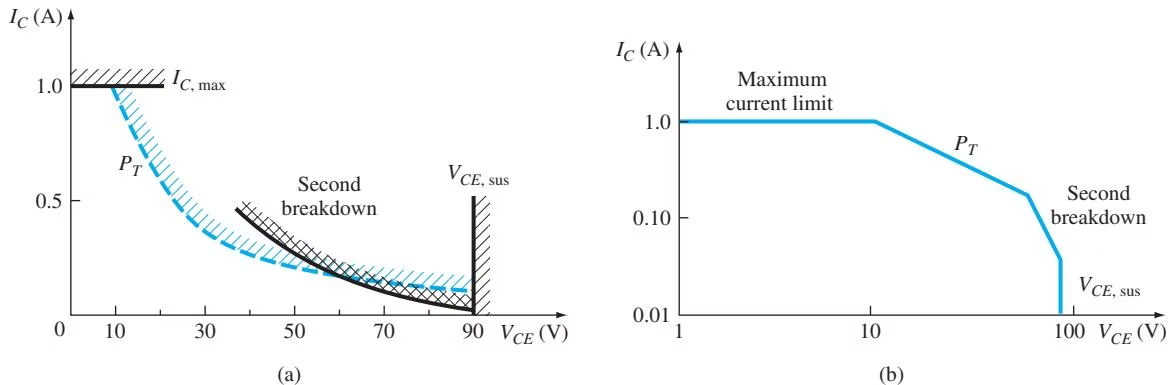 I_C (A)
1.0
I_C, max
P_T
0.5
Second
breakdown
V_CE, sus
0
10
30
50
70
90
V_CE (V)
(a)
I_C (A)
Maximum
current limit
1.0
P_T
Second
breakdown
0.10
V_CE, sus
0.01
1
10
100
V_CE (V)
(b)